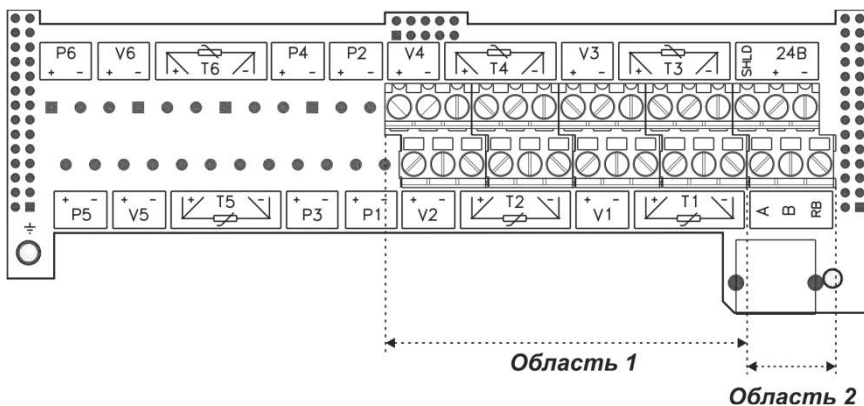 P6 V6 T6 P4 P2 V4 T4 V3 T3 SHLD 24В
+ - + - + - + - + - + - + - + - + - + -
+ - + - + - + - + - + - + - + - + -
P5 V5 T5 P3 P1 V2 T2 V1 T1 A B RB
Область 1
Область 2